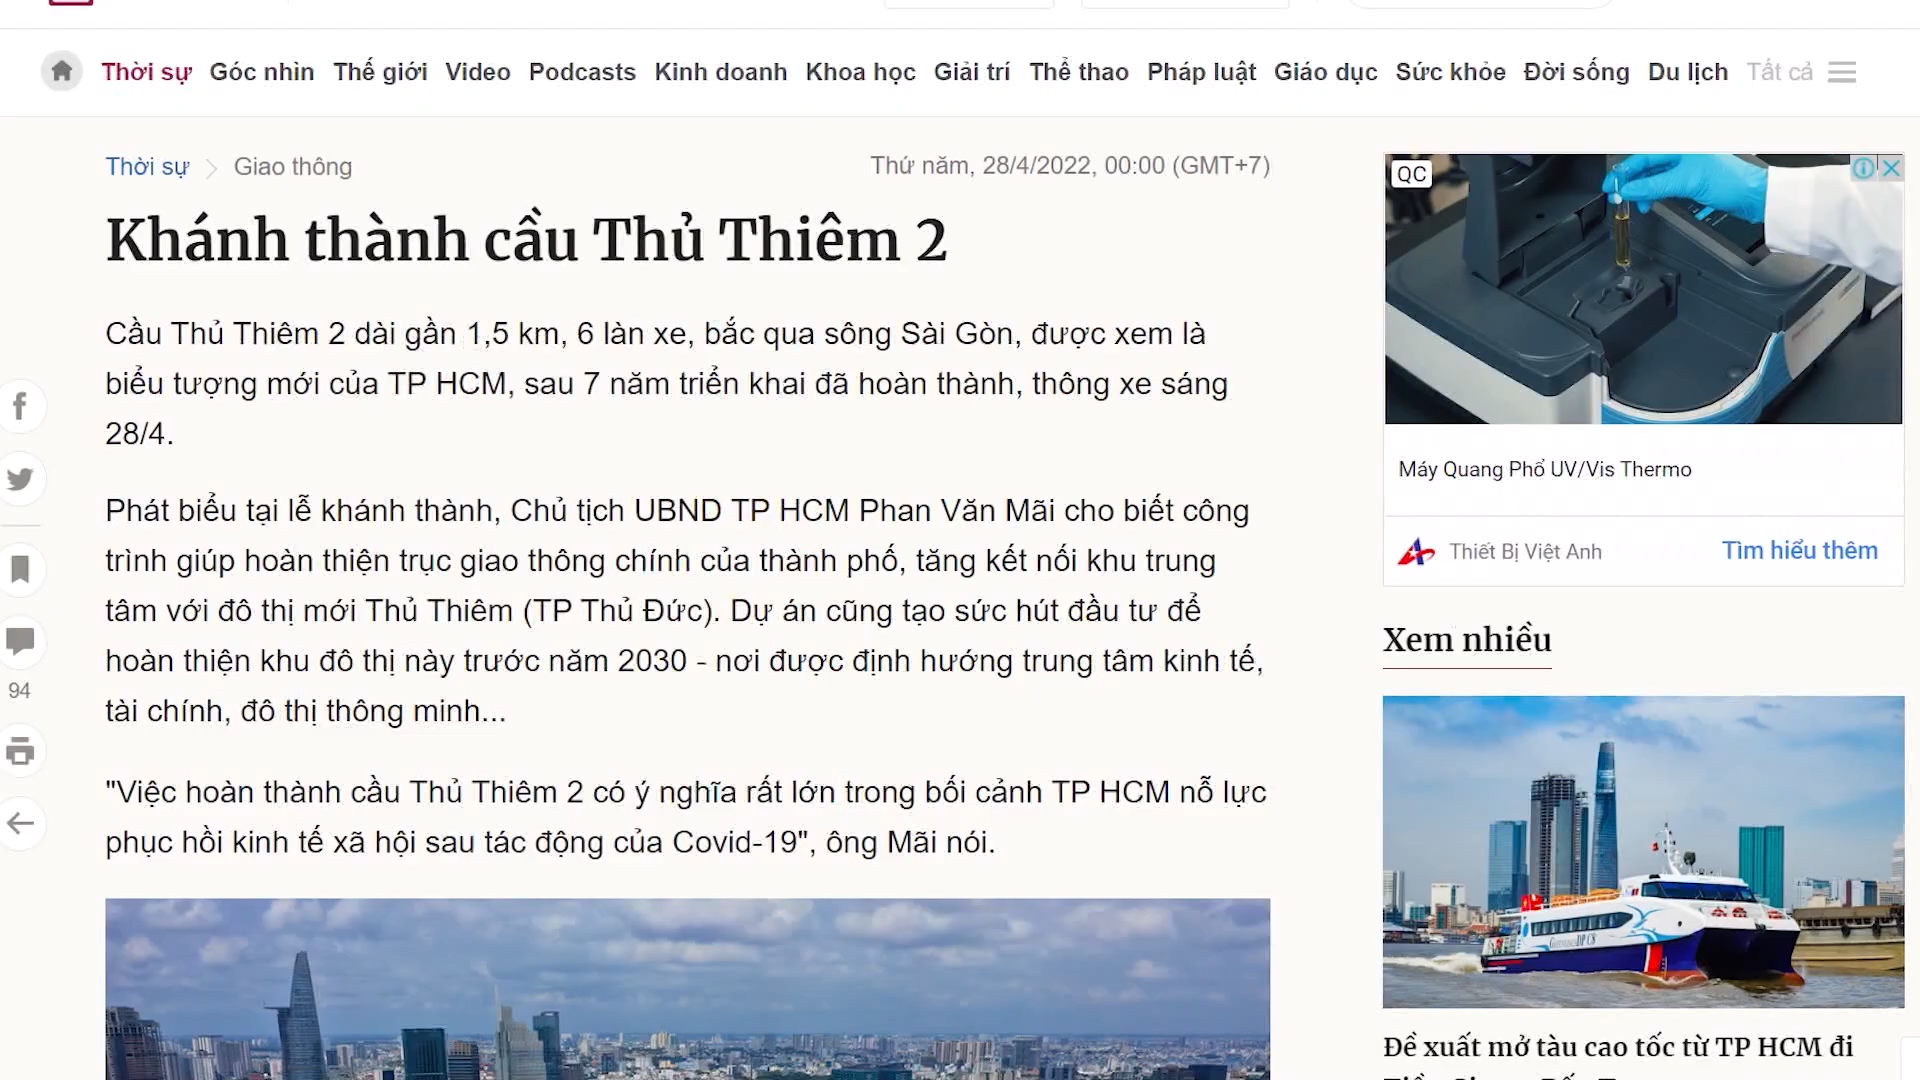 Thời sự Góc nhìn Thế giới Video Podcasts Kinh doanh Khoa học Giải trí Thể thao Pháp luật Giáo dục Sức khỏe Đời sống Du lịch Tất cả
Thời sự Giao thông
Thứ năm, 28/4/2022, 00:00 (GMT+7)
Khánh thành cầu Thủ Thiêm 2
Cầu Thủ Thiêm 2 dài gần 1,5 km, 6 làn xe, bắc qua sông Sài Gòn, được xem là
biểu tượng mới của TP HCM, sau 7 năm triển khai đã hoàn thành, thông xe sáng
28/4.
Phát biểu tại lễ khánh thành, Chủ tịch UBND TP HCM Phan Văn Mãi cho biết công
trình giúp hoàn thiện trục giao thông chính của thành phố, tăng kết nối khu trung
tâm với đô thị mới Thủ Thiêm (TP Thủ Đức). Dự án cũng tạo sức hút đầu tư để
hoàn thiện khu đô thị này trước năm 2030 - nơi được định hướng trung tâm kinh tế,
tài chính, đô thị thông minh...
"Việc hoàn thành cầu Thủ Thiêm 2 có ý nghĩa rất lớn trong bối cảnh TP HCM nỗ lực
phục hồi kinh tế xã hội sau tác động của Covid-19", ông Mãi nói.
94
QC
Máy Quang Phổ UV/Vis Thermo
Thiết Bị Việt Anh
Tìm hiểu thêm
Xem nhiều
Đề xuất mở tàu cao tốc từ TP HCM đi